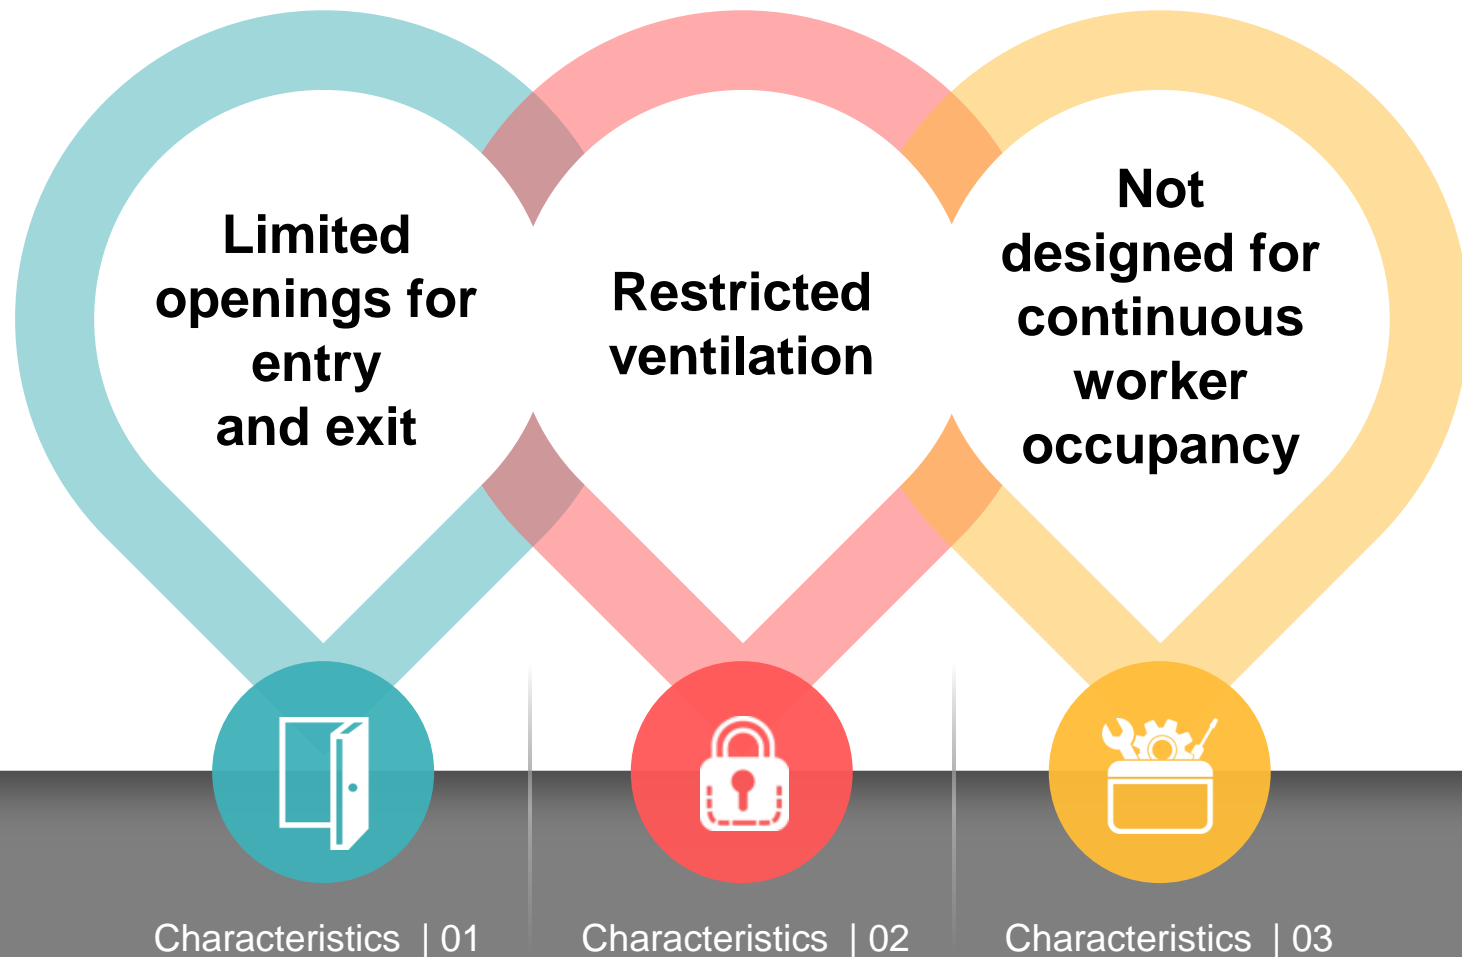 Limited
openings for
entry
and exit
Restricted
ventilation
Not
designed for
continuous
worker
occupancy
Characteristics | 01
Characteristics | 02
Characteristics | 03